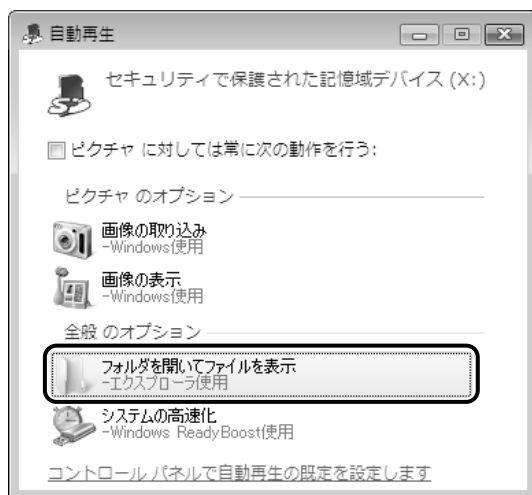 自動再生
セキュリティで保護された記憶域デバイス (X:)
ピクチャ に対しては常に次の動作を行う:
ピクチャ のオプション
画像の取り込み
-Windows使用
画像の表示
-Windows使用
全般 のオプション
フォルダを開いてファイルを表示
-エクスプローラ使用
システムの高速化
-Windows ReadyBoost使用
コントロール パネルで自動再生の既定を設定します